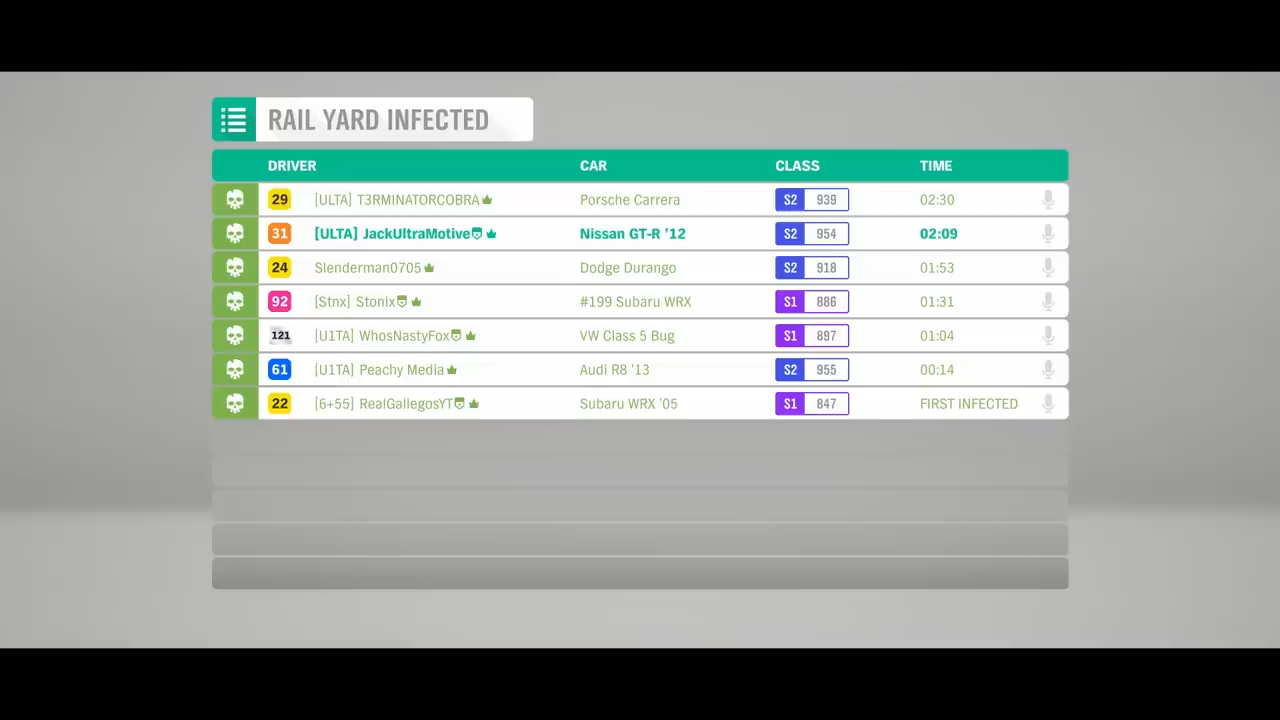 RAIL YARD INFECTED
DRIVER CAR CLASS TIME
29 [ULTA] T3RMINATORCOBRA Porsche Carrera S2 939 02:30
31 [ULTA] JackUltraMotive Nissan GT-R '12 S2 954 02:09
24 Slenderman0705 Dodge Durango S2 918 01:53
92 [Stnx] Stonix #199 Subaru WRX S1 886 01:31
121 [U1TA] WhosNastyFox VW Class 5 Bug S1 897 01:04
61 [U1TA] Peachy Media Audi R8 '13 S2 955 00:14
22 [6+55] RealGallegosYT Subaru WRX '05 S1 847 FIRST INFECTED